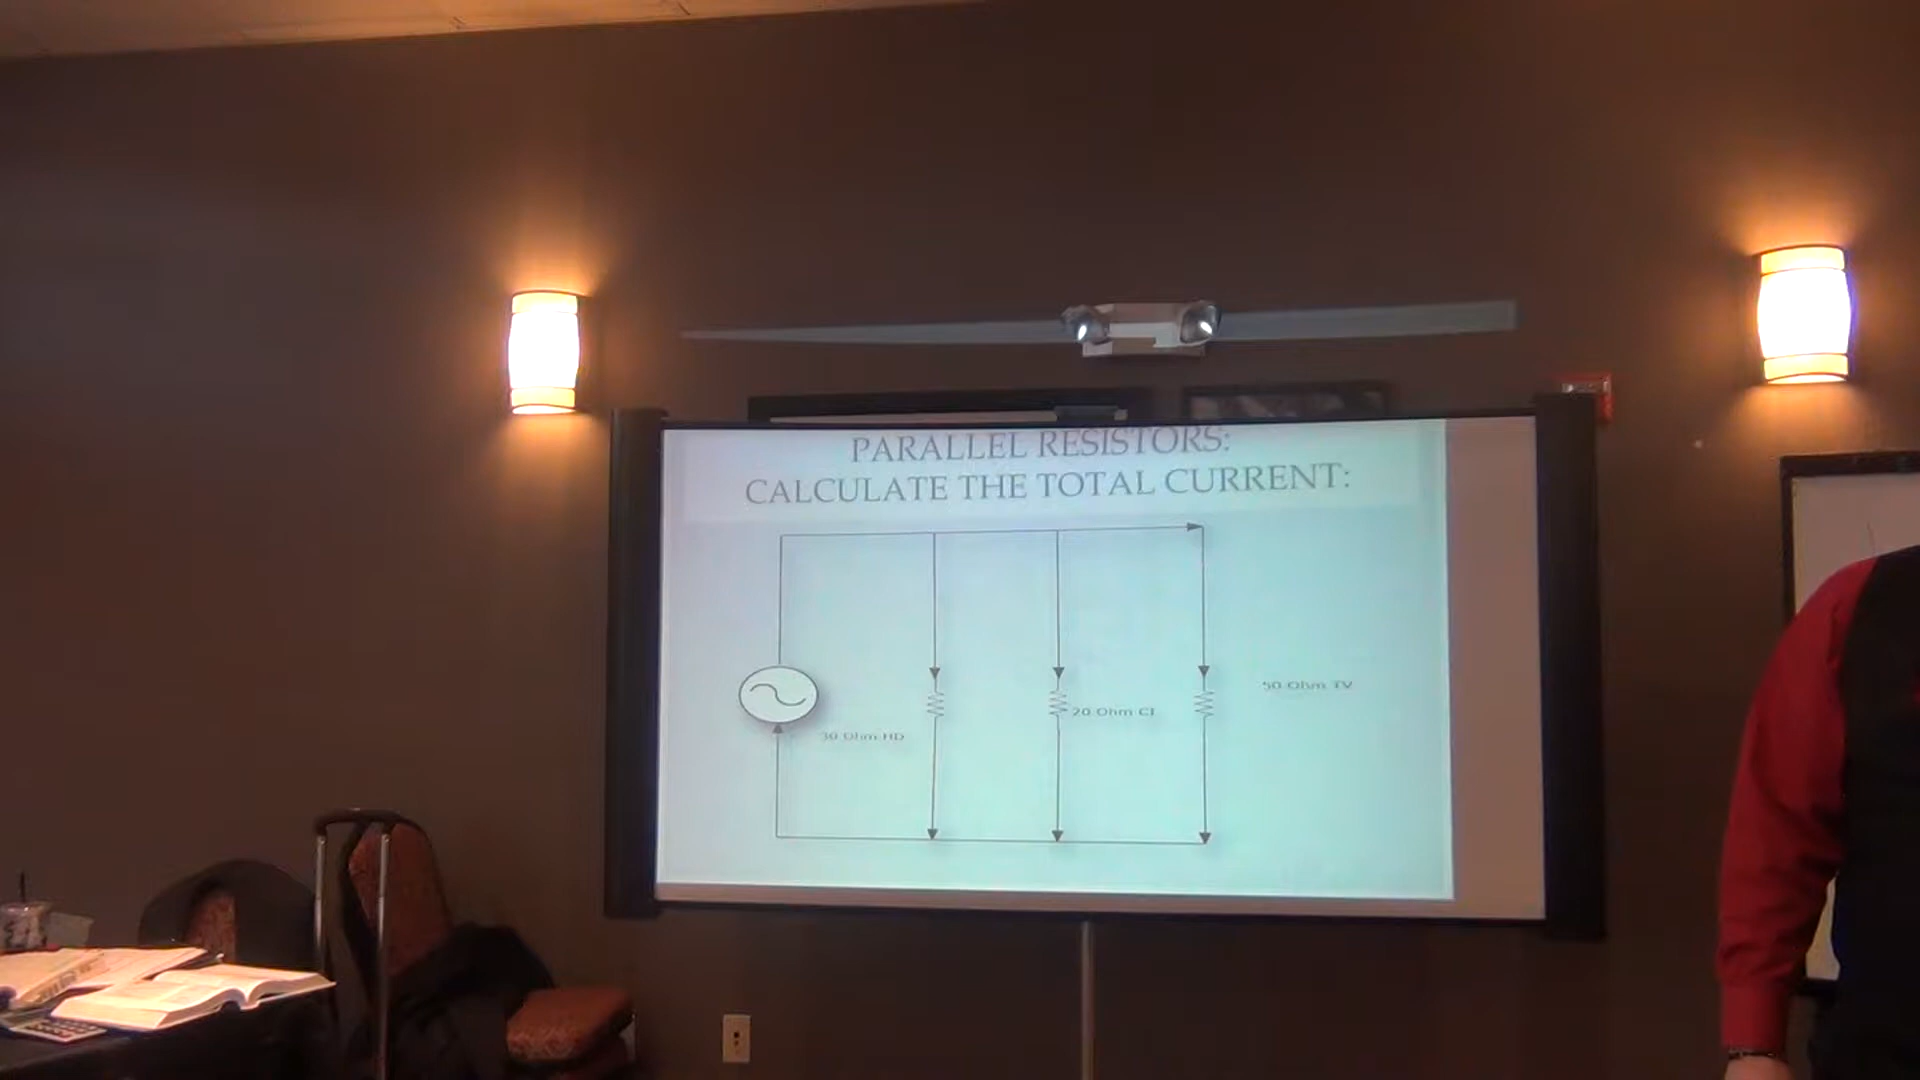 PARALLEL RESISTORS:
CALCULATE THE TOTAL CURRENT:
50 Ohm TV
20 Ohm CI
30 Ohm HD